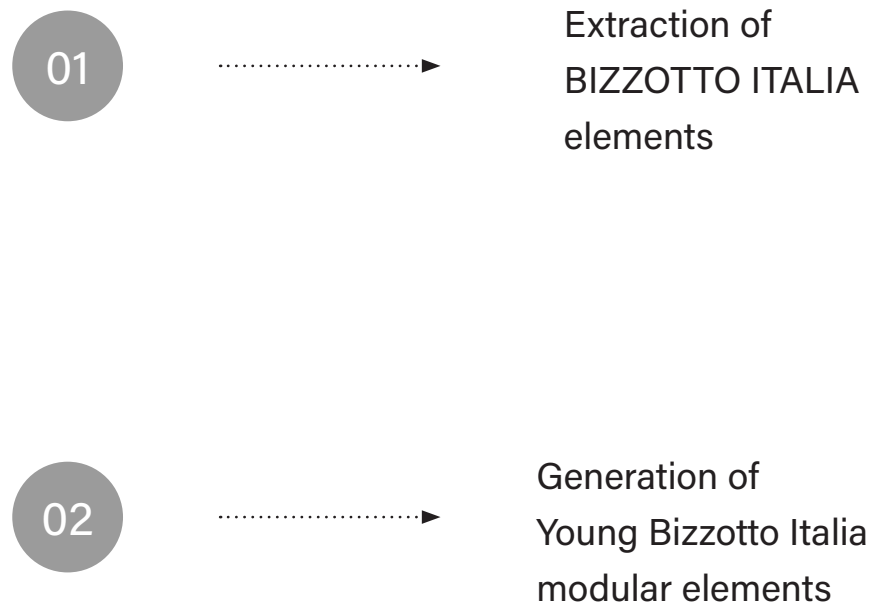 01
Extraction of
BIZZOTTO ITALIA
elements
02
Generation of
Young Bizzotto Italia
modular elements